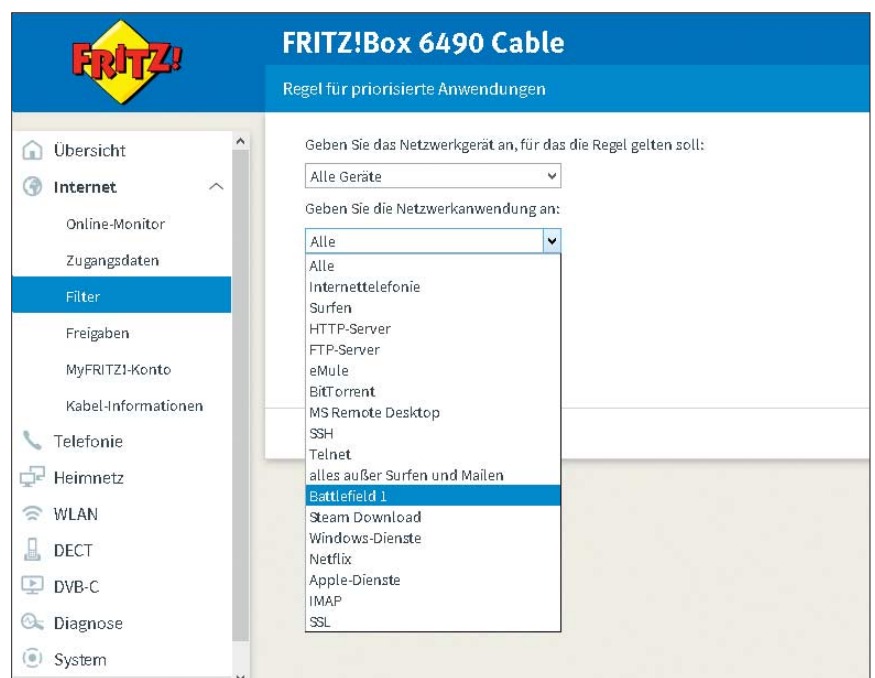 FRITZ!
FRITZ!Box 6490 Cable
Regel für priorisierte Anwendungen
Übersicht
Internet
Online-Monitor
Zugangsdaten
Filter
Freigaben
MyFRITZ!-Konto
Kabel-Informationen
Telefonie
Heimnetz
WLAN
DECT
DVB-C
Diagnose
System
Geben Sie das Netzwerkgerät an, für das die Regel gelten soll:
Alle Geräte
Geben Sie die Netzwerkanwendung an:
Alle
Alle
Internettelefonie
Surfen
HTTP-Server
FTP-Server
eMule
BitTorrent
MS Remote Desktop
SSH
Telnet
alles außer Surfen und Mailen
Battlefield 1
Steam Download
Windows-Dienste
Netflix
Apple-Dienste
IMAP
SSL